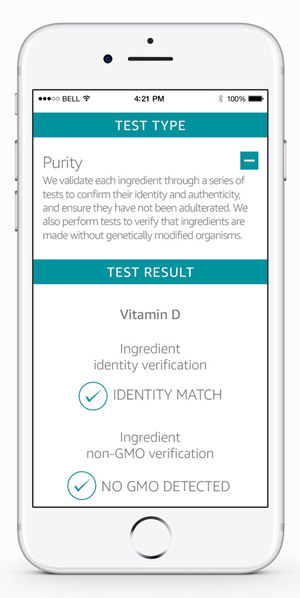 BELL 4:21 PM 100%
TEST TYPE
Purity
We validate each ingredient through a series of
tests to confirm their identity and authenticity,
and ensure they have not been adulterated. We
also perform tests to verify that ingredients are
made without genetically modified organisms.
TEST RESULT
Vitamin D
Ingredient
identity verification
IDENTITY MATCH
Ingredient
non-GMO verification
NO GMO DETECTED